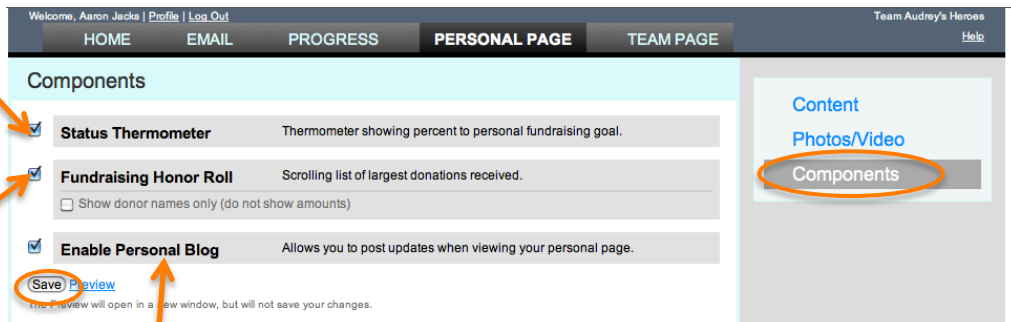 Welcome, Aaron Jacks | Profile | Log Out Team Audrey's Heroes
HOME EMAIL PROGRESS PERSONAL PAGE TEAM PAGE Help
Components
Status Thermometer Thermometer showing percent to personal fundraising goal.
Fundraising Honor Roll Scrolling list of largest donations received.
Show donor names only (do not show amounts)
Enable Personal Blog Allows you to post updates when viewing your personal page.
Save Preview
The Preview will open in a new window, but will not save your changes.
Content
Photos/Video
Components